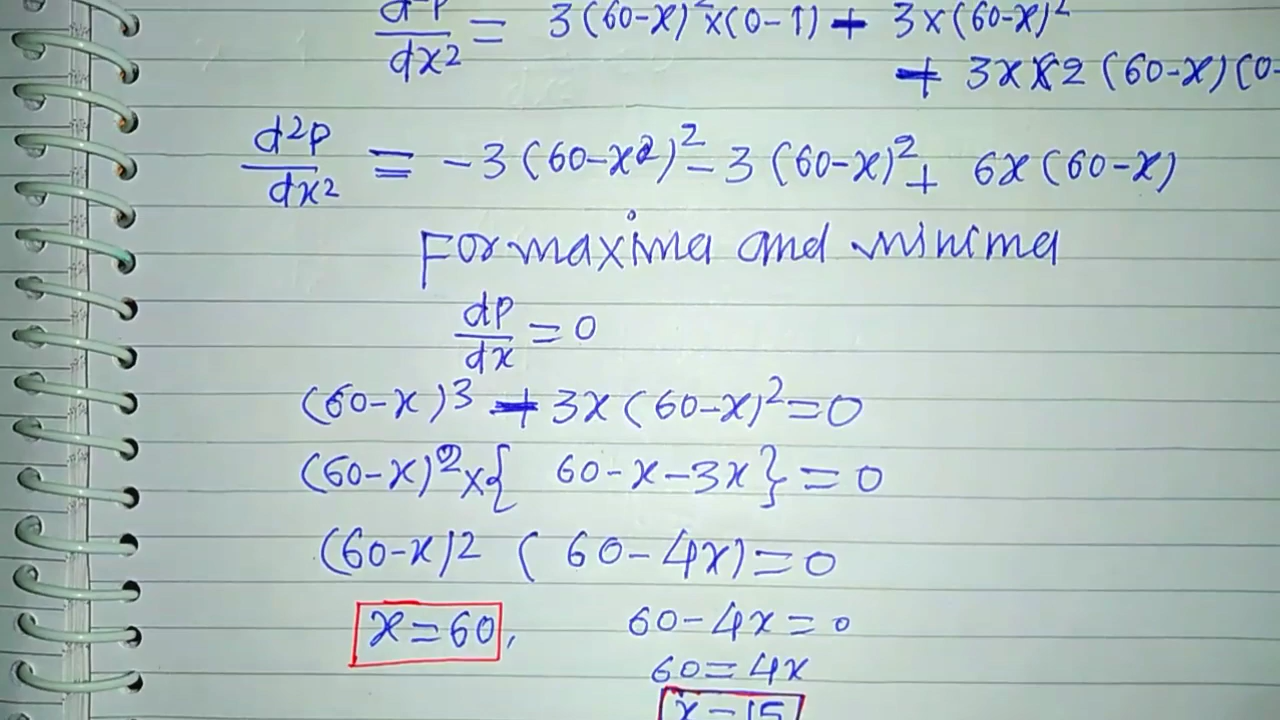 d²P/dx² = 3(60-x)²×(0-1) + 3×(60-x)²
+ 3x×2(60-x)(0-
d²P/dx² = -3(60-x2)² - 3(60-x)² + 6x(60-x)
For maxima and minima
dP/dx = 0
(60-x)³ + 3x(60-x)² = 0
(60-x)²×{ 60-x-3x} = 0
(60-x)² ( 60-4x) = 0
x = 60, 60-4x = 0
60 = 4x
x = 15